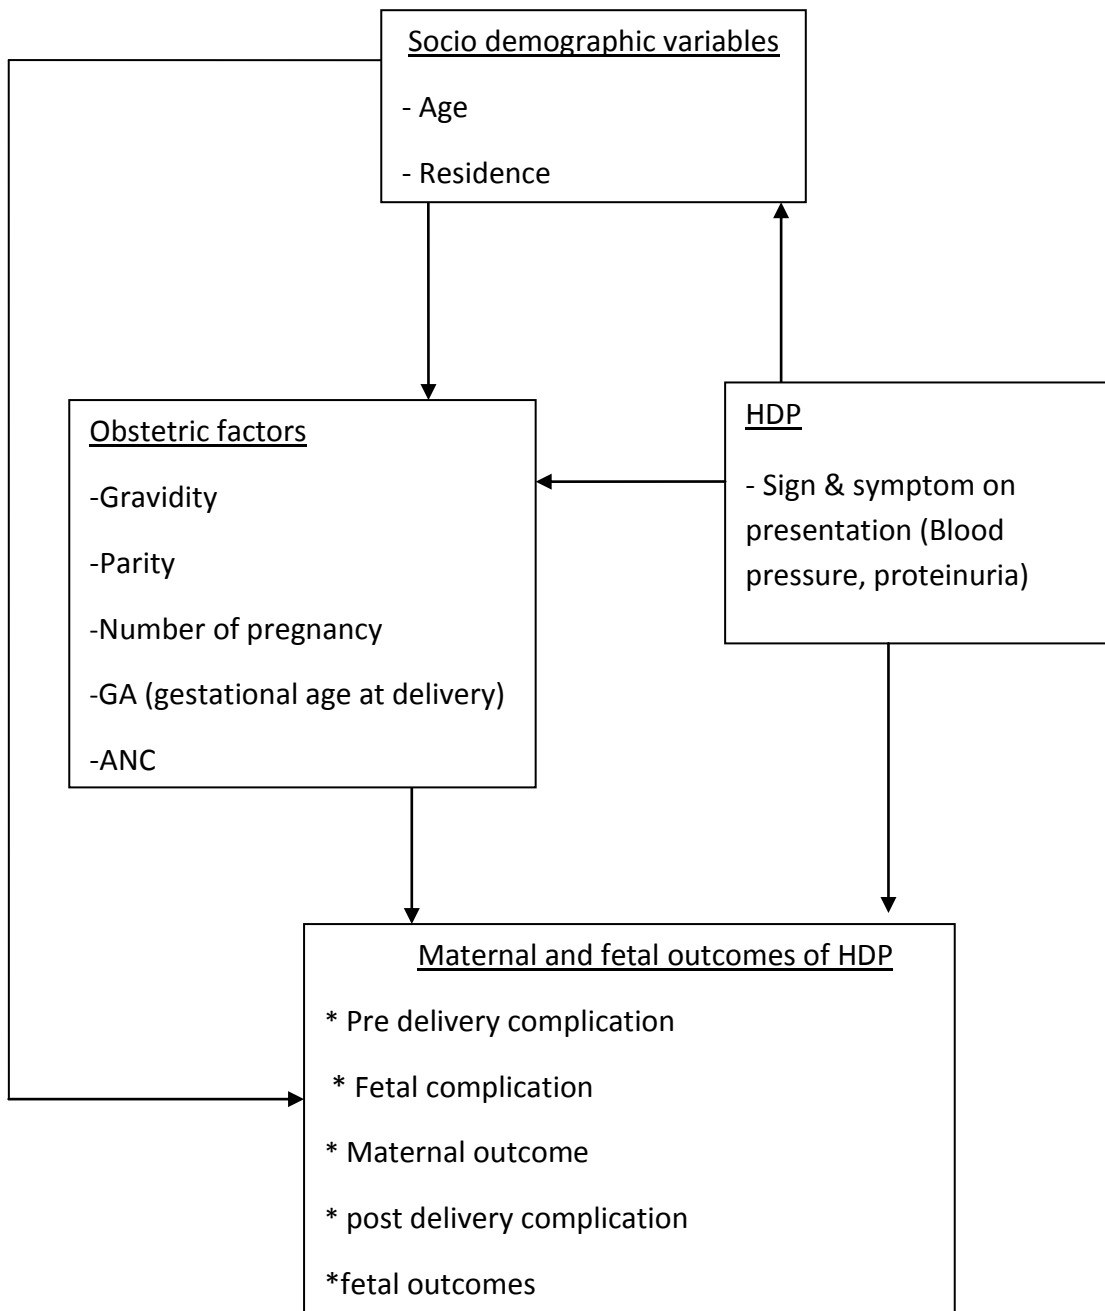 Socio demographic variables
- Age
- Residence
Obstetric factors
-Gravidity
-Parity
-Number of pregnancy
-GA (gestational age at delivery)
-ANC
HDP
- Sign & symptom on
presentation (Blood
pressure, proteinuria)
Maternal and fetal outcomes of HDP
* Pre delivery complication
* Fetal complication
* Maternal outcome
* post delivery complication
*fetal outcomes